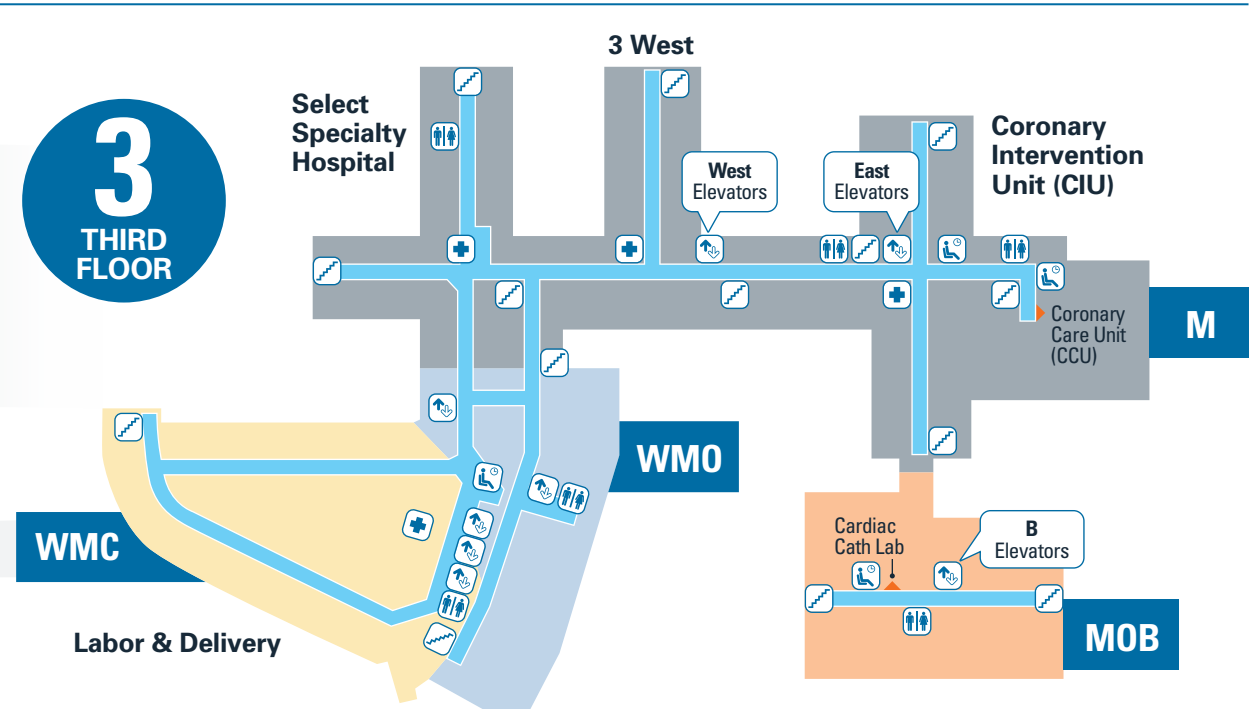 3 West
Select
Specialty
Hospital
3
THIRD
FLOOR
West
Elevators
East
Elevators
Coronary
Intervention
Unit (CIU)
Coronary
Care Unit
(CCU)
M
WMO
WMC
Labor & Delivery
Cardiac
Cath Lab
B
Elevators
MOB